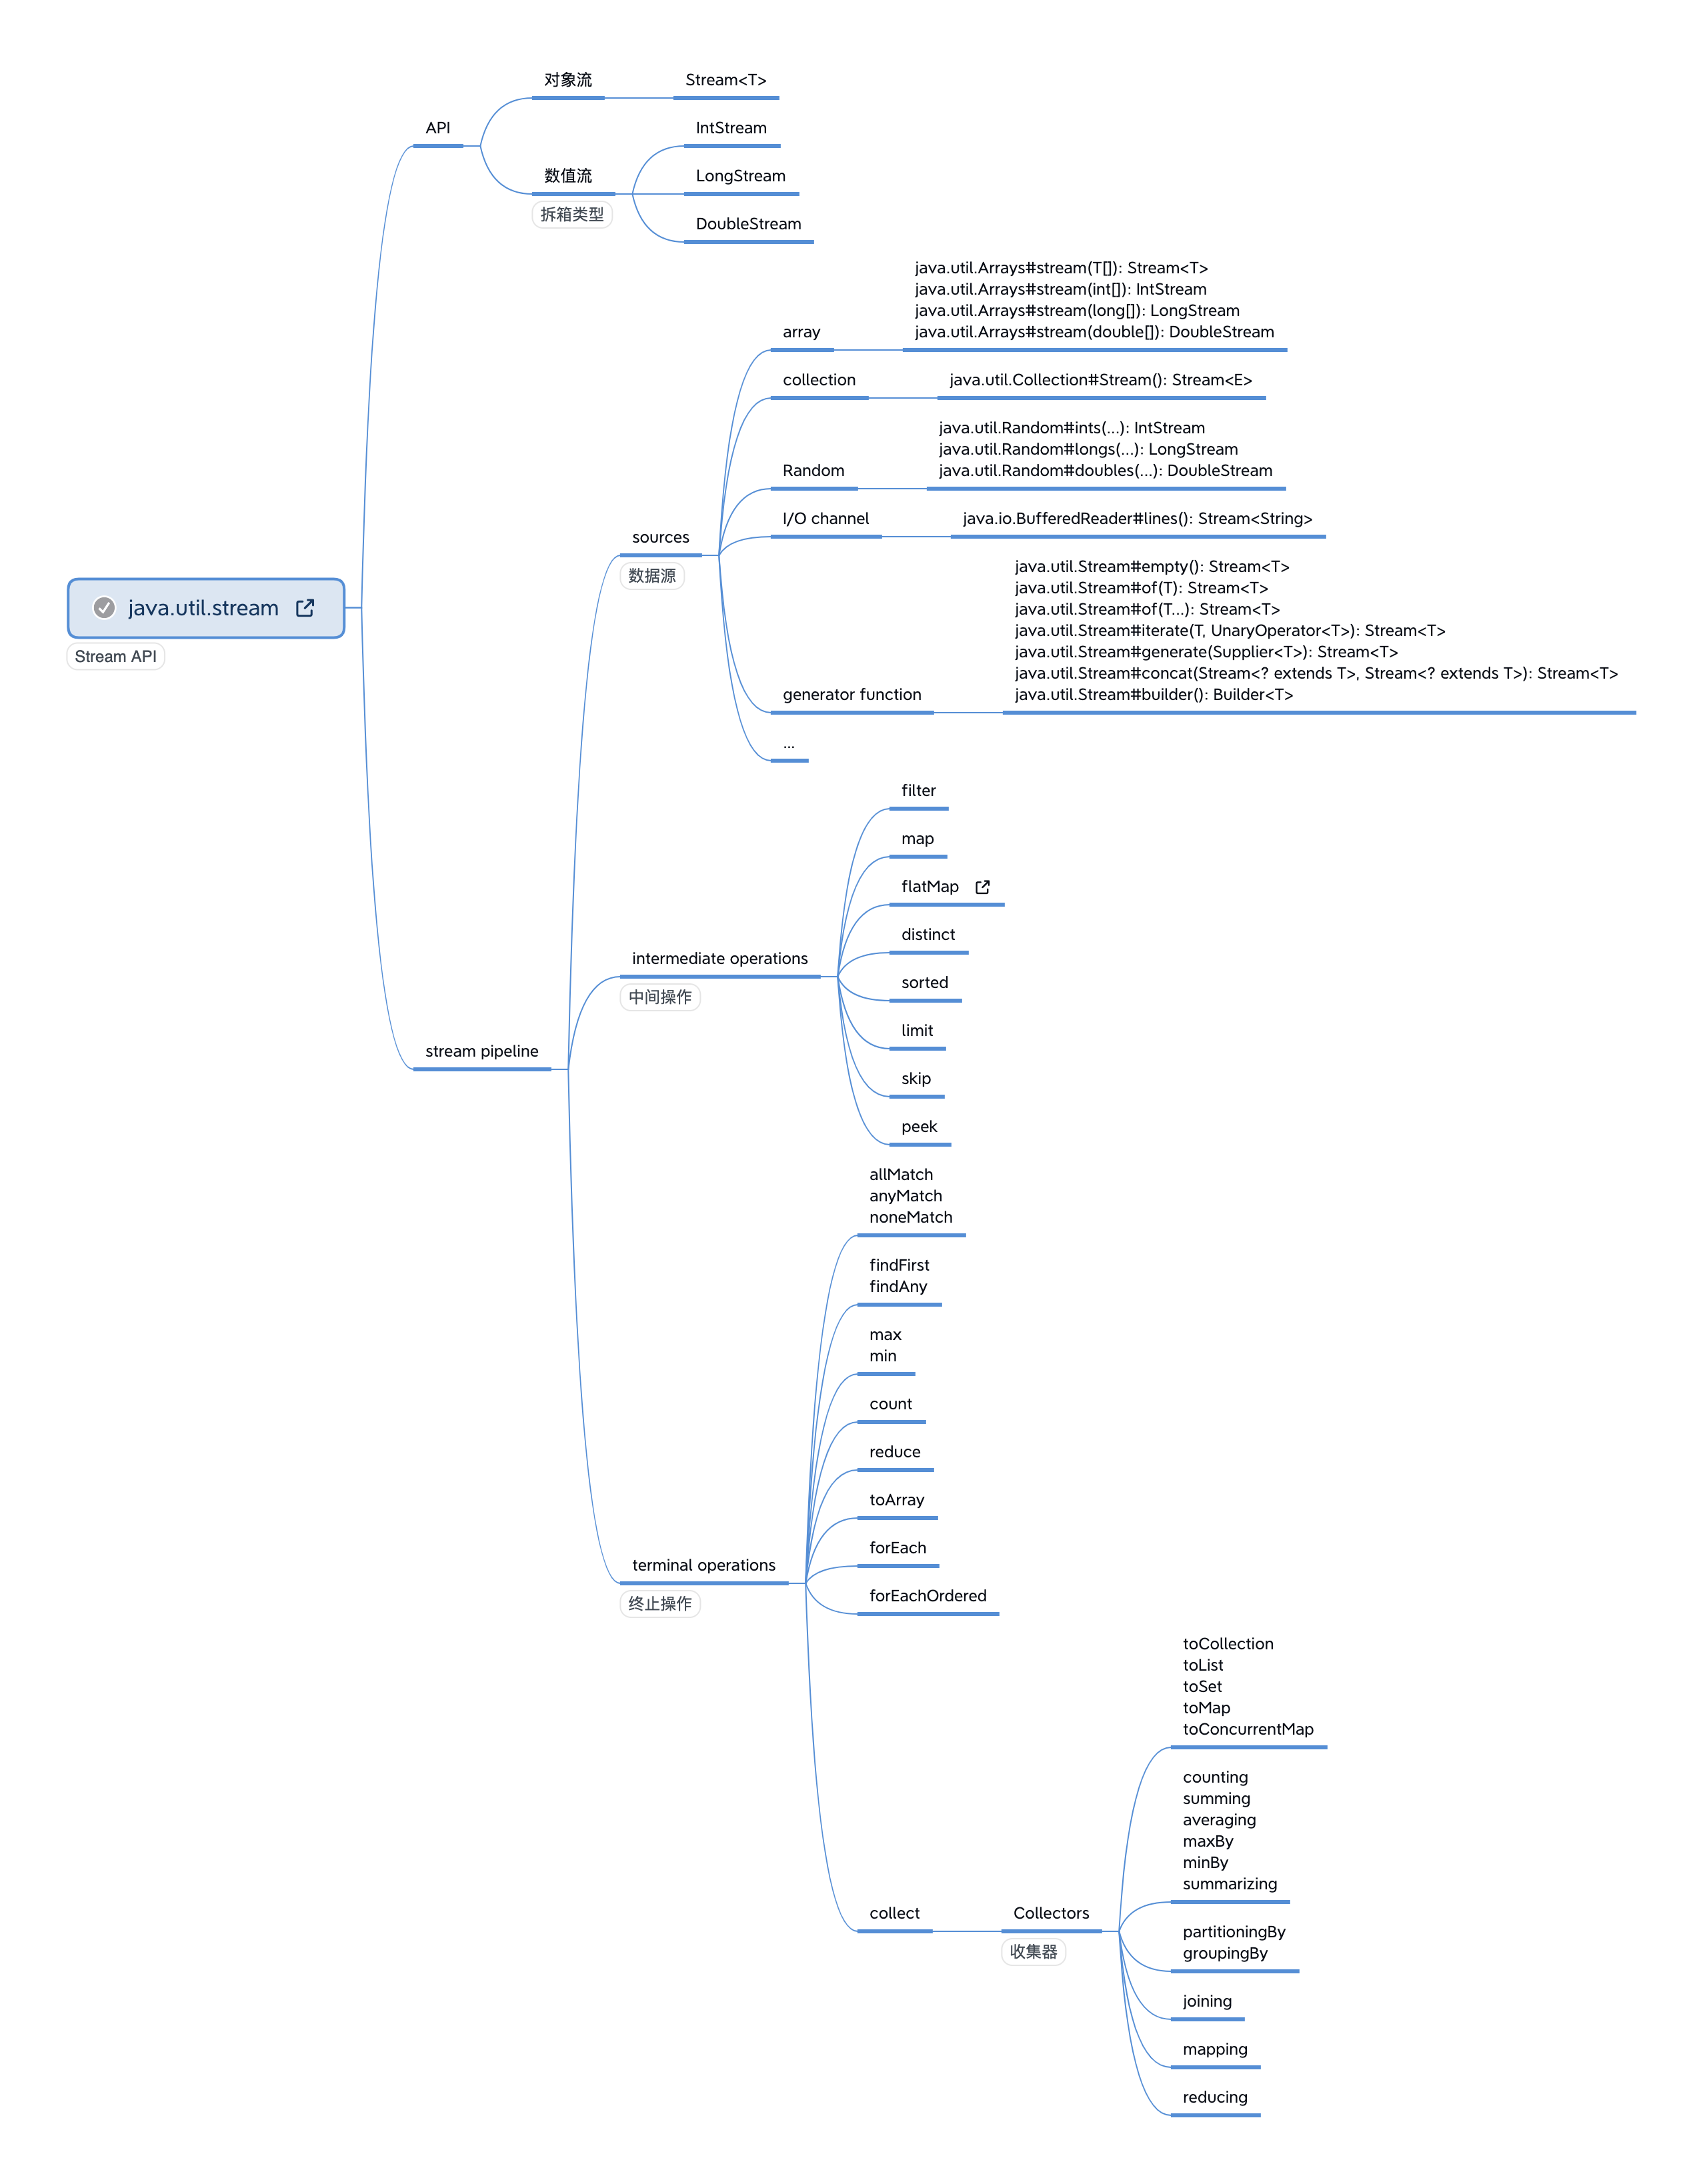 java.util.stream
Stream API
API
对象流
Stream<T>
数值流
拆箱类型
IntStream
LongStream
DoubleStream
stream pipeline
sources
数据源
array
java.util.Arrays#stream(T[]): Stream<T>
java.util.Arrays#stream(int[]): IntStream
java.util.Arrays#stream(long[]): LongStream
java.util.Arrays#stream(double[]): DoubleStream
collection
java.util.Collection#Stream(): Stream<E>
Random
java.util.Random#ints(...): IntStream
java.util.Random#longs(...): LongStream
java.util.Random#doubles(...): DoubleStream
I/O channel
java.io.BufferedReader#lines(): Stream<String>
generator function
java.util.Stream#empty(): Stream<T>
java.util.Stream#of(T): Stream<T>
java.util.Stream#of(T...): Stream<T>
java.util.Stream#iterate(T, UnaryOperator<T>): Stream<T>
java.util.Stream#generate(Supplier<T>): Stream<T>
java.util.Stream#concat(Stream<? extends T>, Stream<? extends T>): Stream<T>
java.util.Stream#builder(): Builder<T>
...
intermediate operations
中间操作
filter
map
flatMap
distinct
sorted
limit
skip
peek
terminal operations
终止操作
allMatch
anyMatch
noneMatch
findFirst
findAny
max
min
count
reduce
toArray
forEach
forEachOrdered
collect
Collectors
收集器
toCollection
toList
toSet
toMap
toConcurrentMap
counting
summing
averaging
maxBy
minBy
summarizing
partitioningBy
groupingBy
joining
mapping
reducing